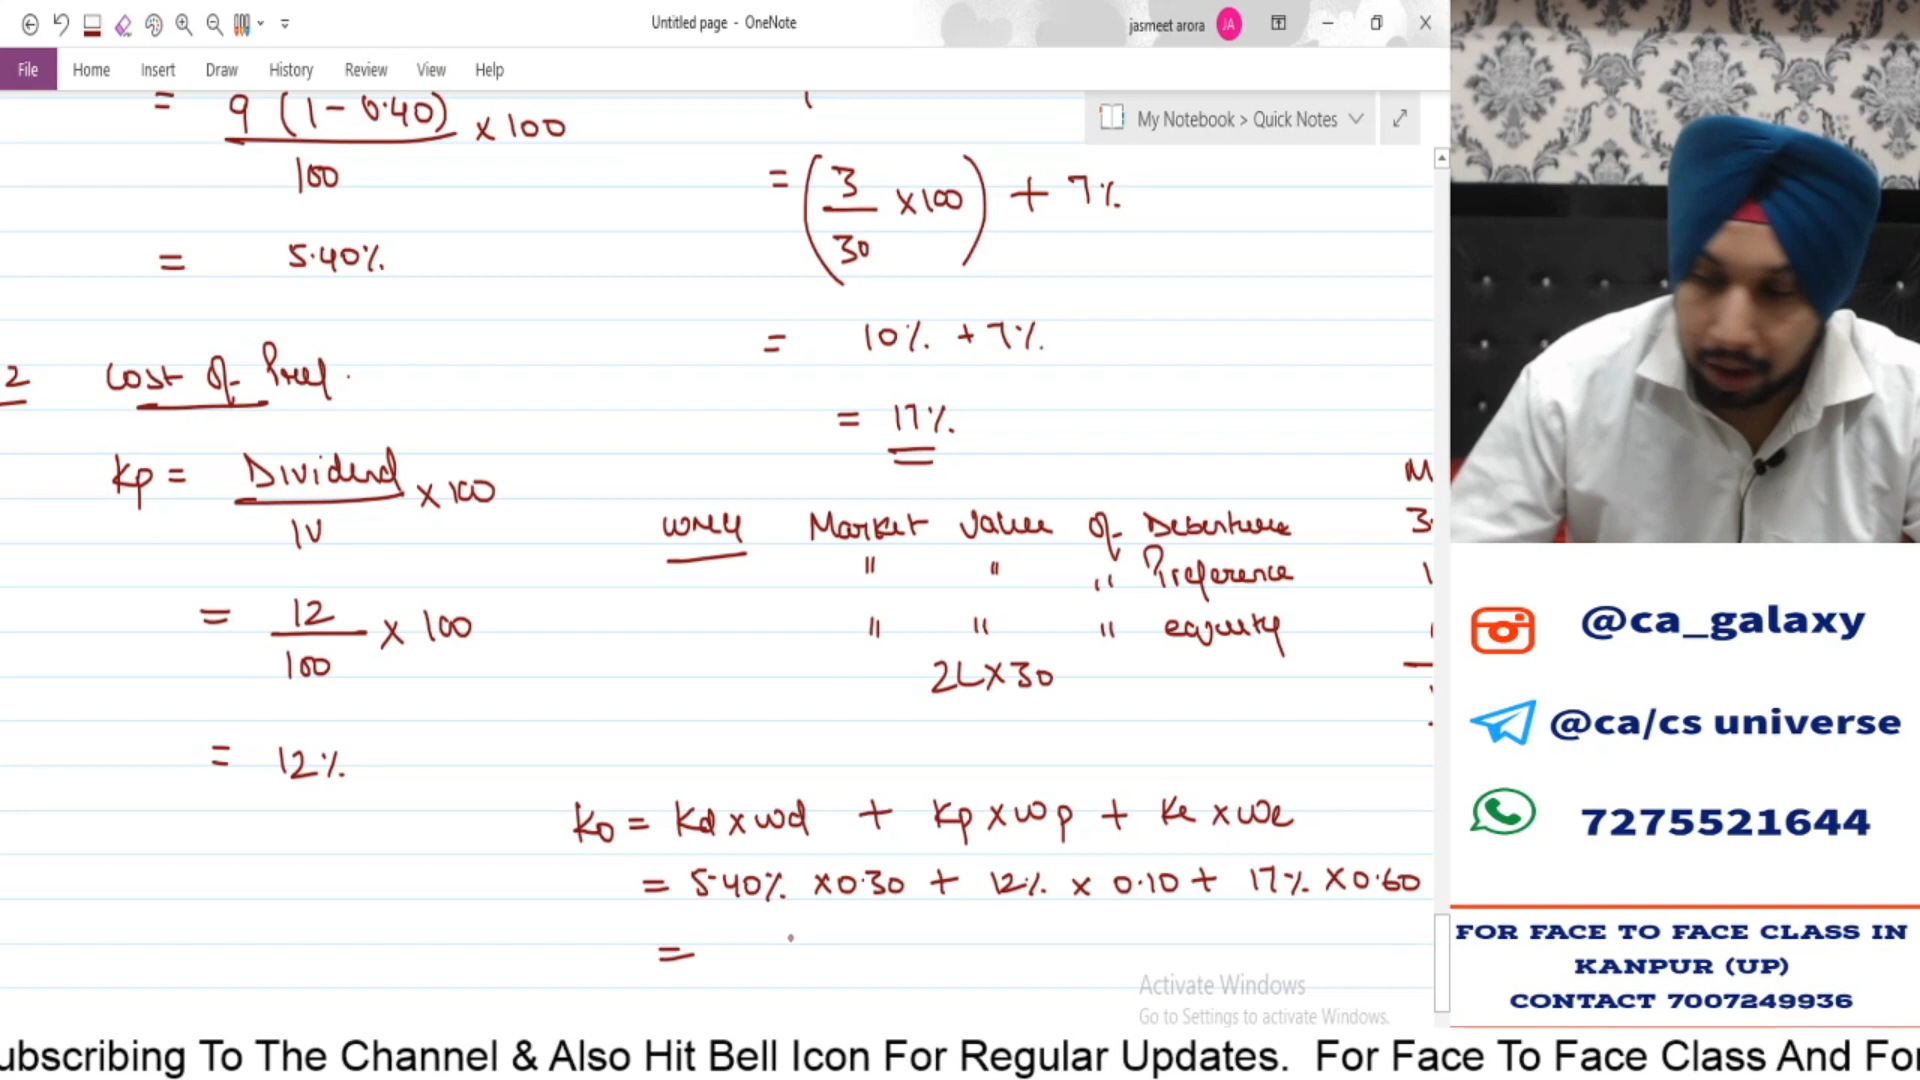 Untitled page - OneNote
jasmeet arora JA
File Home Insert Draw History Review View Help
My Notebook > Quick Notes
= 9 (1 - 0.40) × 100
100
= 5.40%
2 Cost of Pref.
Kp = Dividend × 100
IV
= 12 × 100
100
= 12%
= (3 × 100) + 7%
30
= 10% + 7%
= 17%
Market Value of Debenture
" " " Preference
" " " equity
2L×30
Ko = Kd × wd + Kp × wp + Ke × we
= 5.40% × 0.30 + 12% × 0.10 + 17% × 0.60
=
Activate Windows
Go to Settings to activate Windows.
@ca_galaxy
@ca/cs universe
7275521644
FOR FACE TO FACE CLASS IN
KANPUR (UP)
CONTACT 7007249936
ubscribing To The Channel & Also Hit Bell Icon For Regular Updates. For Face To Face Class And For